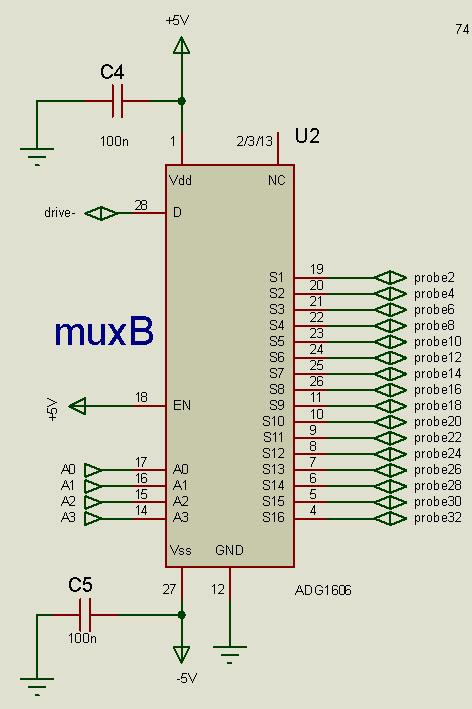 +5V
74
C4
100n
1
2/3/13
U2
Vdd
NC
drive-
28
D
S1
19
probe2
S2
20
probe4
S3
21
probe6
S4
22
probe8
muxB
S5
23
probe10
S6
24
probe12
S7
25
probe14
S8
26
probe16
+5V
18
EN
S9
11
probe18
S10
10
probe20
S11
9
probe22
S12
8
probe24
A0
17
A0
S13
7
probe26
A1
16
A1
S14
6
probe28
A2
15
A2
S15
5
probe30
A3
14
A3
S16
4
probe32
Vss
GND
C5
100n
27
12
ADG1606
-5V